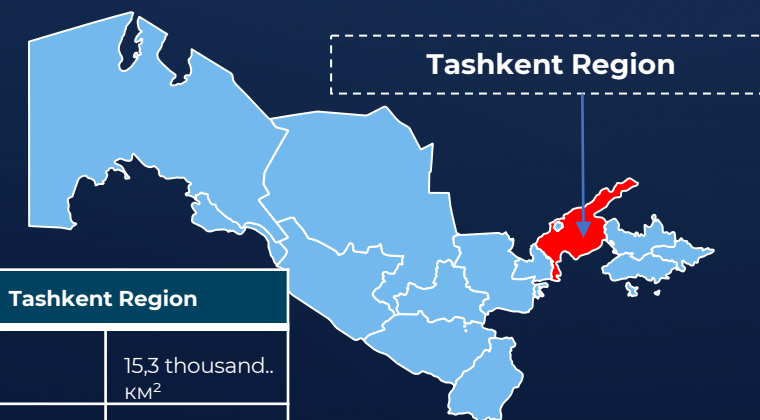 Tashkent Region
Tashkent Region
15,3 thousand..
км²